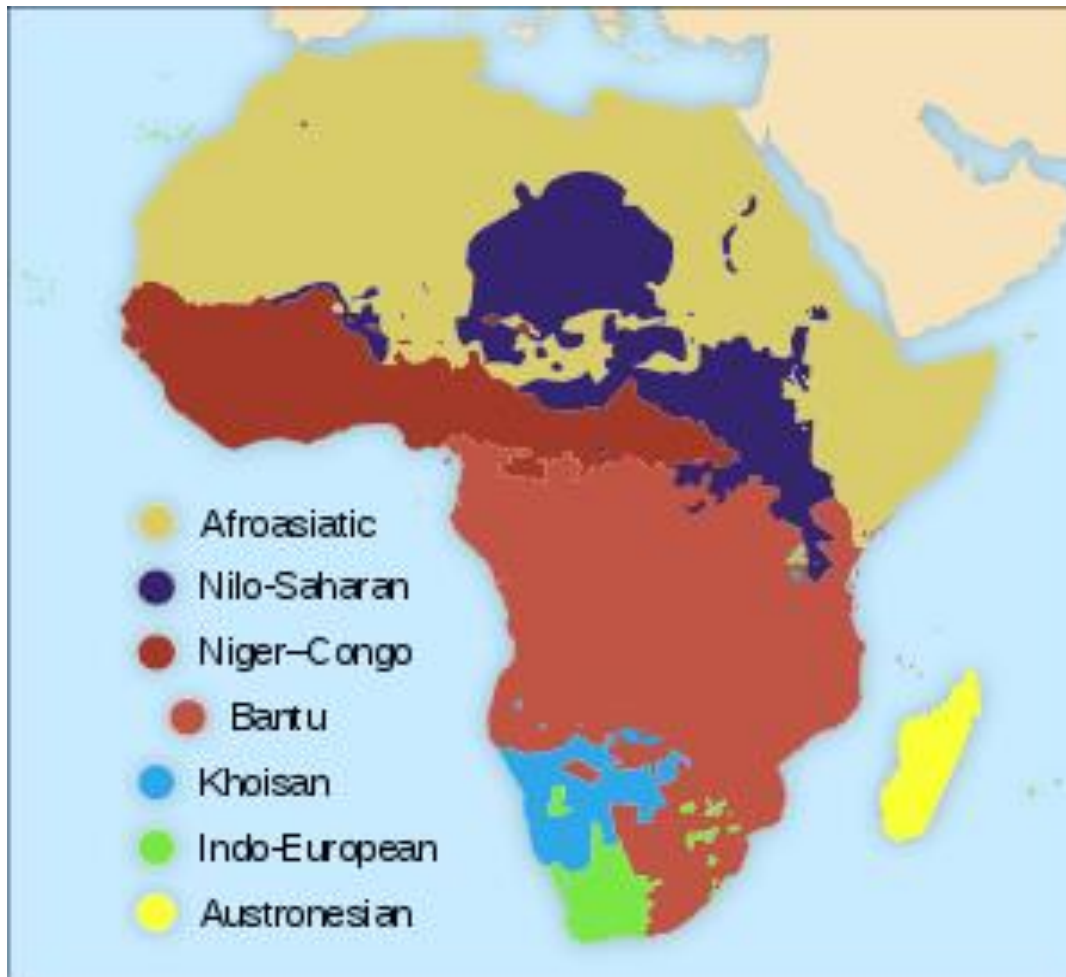 Afroasiatic
Nilo-Saharan
Niger–Congo
Bantu
Khoisan
Indo-European
Austronesian